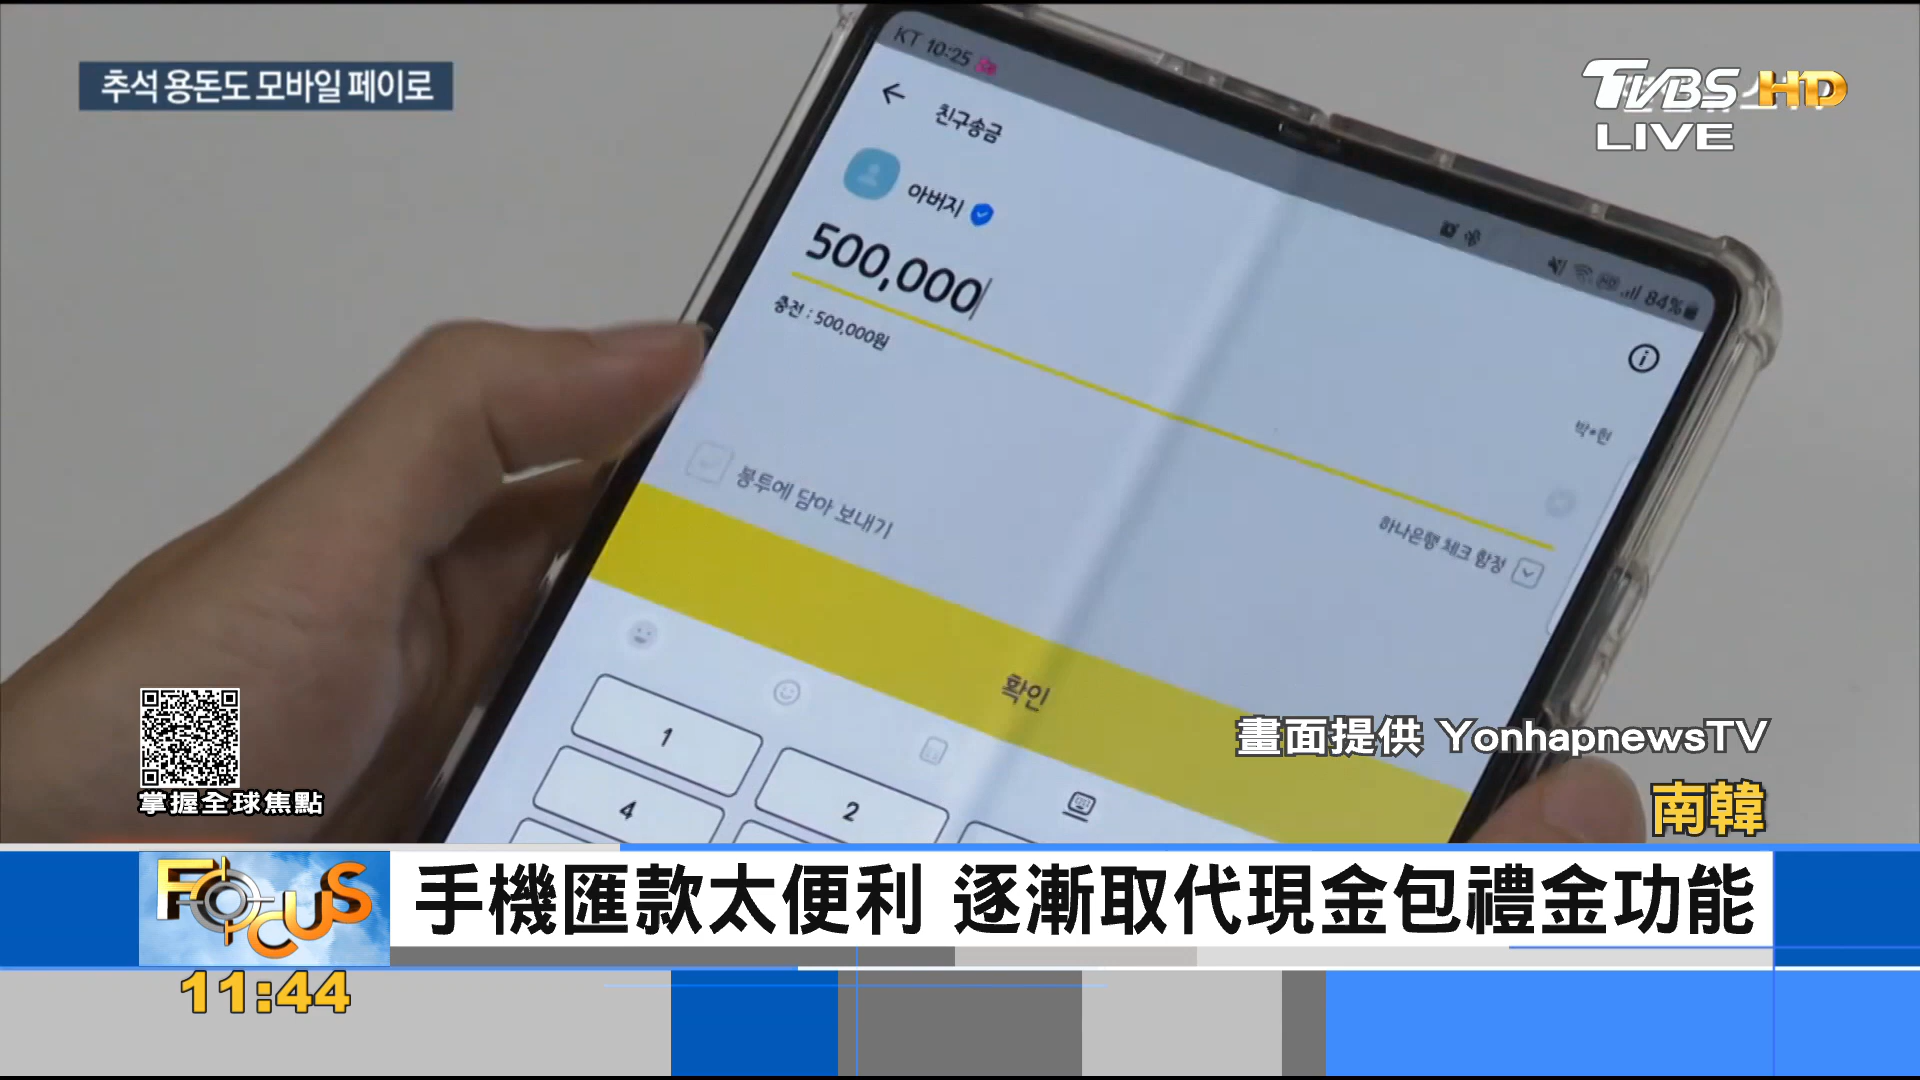 추석 용돈도 모바일 페이로
TVBS HD
LIVE
KT 10:25
84%
친구송금
아버지
500,000
충전 : 500,000원
박*현
봉투에 담아 보내기
하나은행 체크 함정
확인
1
2
4
畫面提供 YonhapnewsTV
南韓
掌握全球焦點
FOCUS
手機匯款太便利 逐漸取代現金包禮金功能
11:44